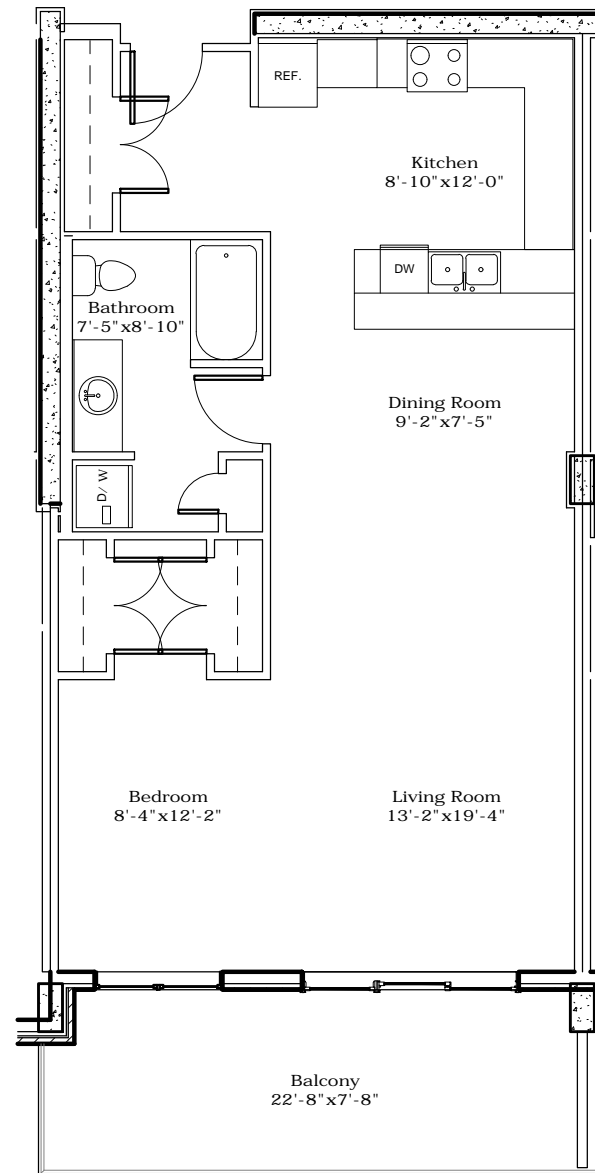 REF.
Kitchen
8'-10"x12'-0"
DW
Bathroom
7'-5"x8'-10"
Dining Room
9'-2"x7'-5"
D/W
Bedroom
8'-4"x12'-2"
Living Room
13'-2"x19'-4"
Balcony
22'-8"x7'-8"